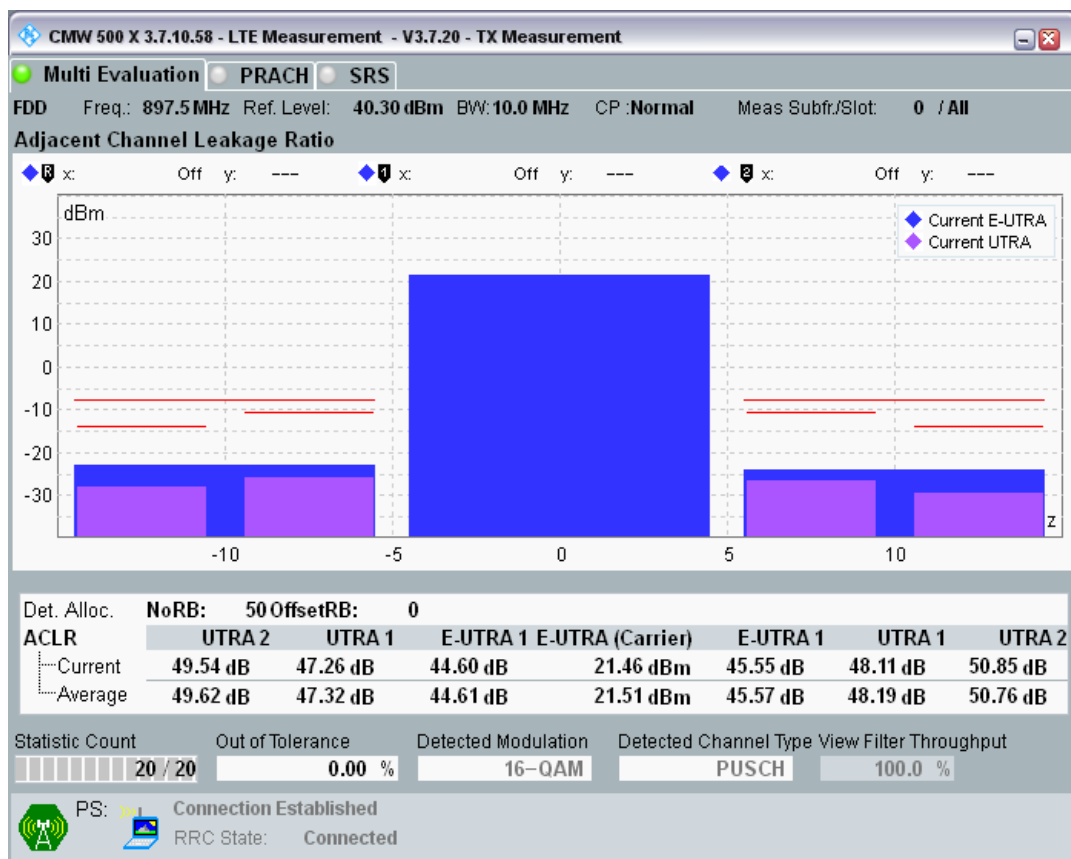 CMW 500 X 3.7.10.58 - LTE Measurement - V3.7.20 - TX Measurement
Multi Evaluation PRACH SRS
FDD Freq.: 897.5 MHz Ref. Level: 40.30 dBm BW: 10.0 MHz CP :Normal Meas Subfr./Slot: 0 / All
Adjacent Channel Leakage Ratio
R x: Off y: --- 1 x: Off y: --- 2 x: Off y: ---
dBm
Current E-UTRA
Current UTRA
30
20
10
0
-10
-20
-30
z
-10 -5 0 5 10
Det. Alloc. NoRB: 50 OffsetRB: 0
ACLR UTRA 2 UTRA 1 E-UTRA 1 E-UTRA (Carrier) E-UTRA 1 UTRA 1 UTRA 2
Current 49.54 dB 47.26 dB 44.60 dB 21.46 dBm 45.55 dB 48.11 dB 50.85 dB
Average 49.62 dB 47.32 dB 44.61 dB 21.51 dBm 45.57 dB 48.19 dB 50.76 dB
Statistic Count Out of Tolerance Detected Modulation Detected Channel Type View Filter Throughput
20 / 20 0.00 % 16-QAM PUSCH 100.0 %
PS: Connection Established
RRC State: Connected